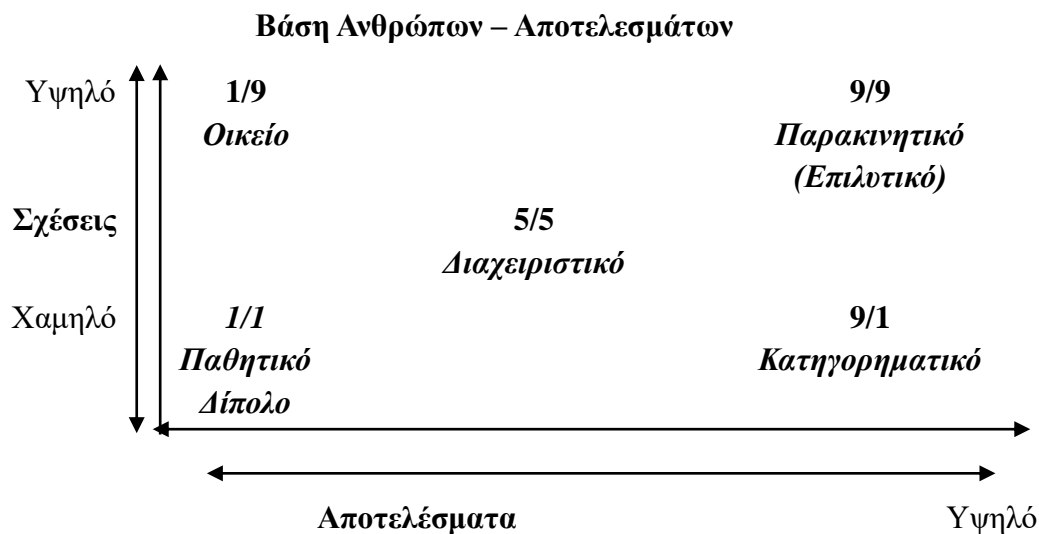 Βάση Ανθρώπων – Αποτελεσμάτων
Υψηλό 1/9 9/9
Οικείο Παρακινητικό
(Επιλυτικό)
Σχέσεις 5/5
Διαχειριστικό
Χαμηλό 1/1 9/1
Παθητικό Κατηγορηματικό
Δίπολο
Αποτελέσματα Υψηλό